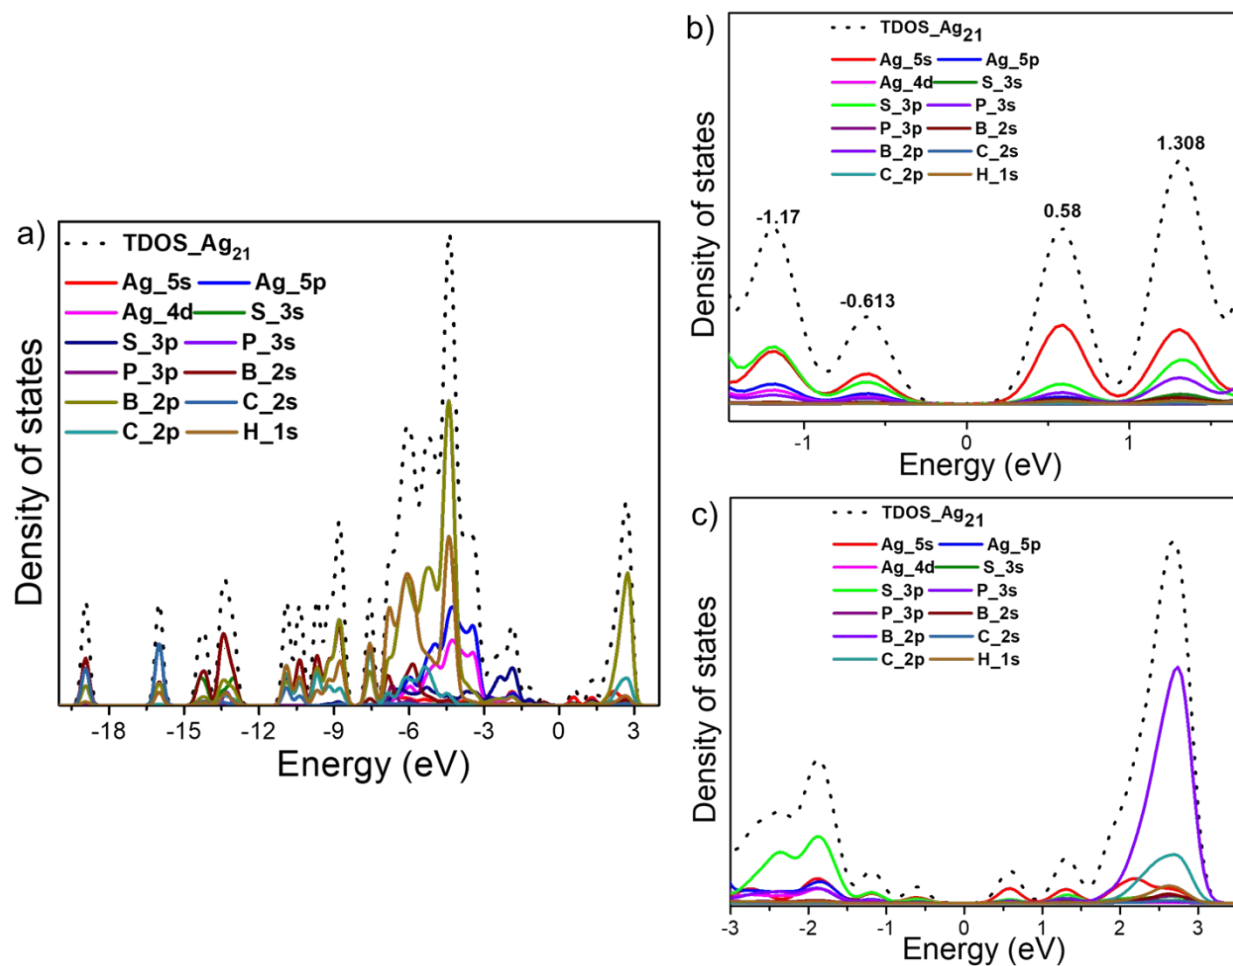 a)
TDOS_Ag21
Ag_5s Ag_5p
Ag_4d S_3s
S_3p P_3s
P_3p B_2s
B_2p C_2s
C_2p H_1s
Density of states
-18 -15 -12 -9 -6 -3 0 3
Energy (eV)
b)
TDOS_Ag21
Ag_5s Ag_5p
Ag_4d S_3s
S_3p P_3s
P_3p B_2s
B_2p C_2s
C_2p H_1s
-1.17
-0.613
0.58
1.308
Density of states
-1 0 1
Energy (eV)
c)
TDOS_Ag21
Ag_5s Ag_5p
Ag_4d S_3s
S_3p P_3s
P_3p B_2s
B_2p C_2s
C_2p H_1s
Density of states
-3 -2 -1 0 1 2 3
Energy (eV)